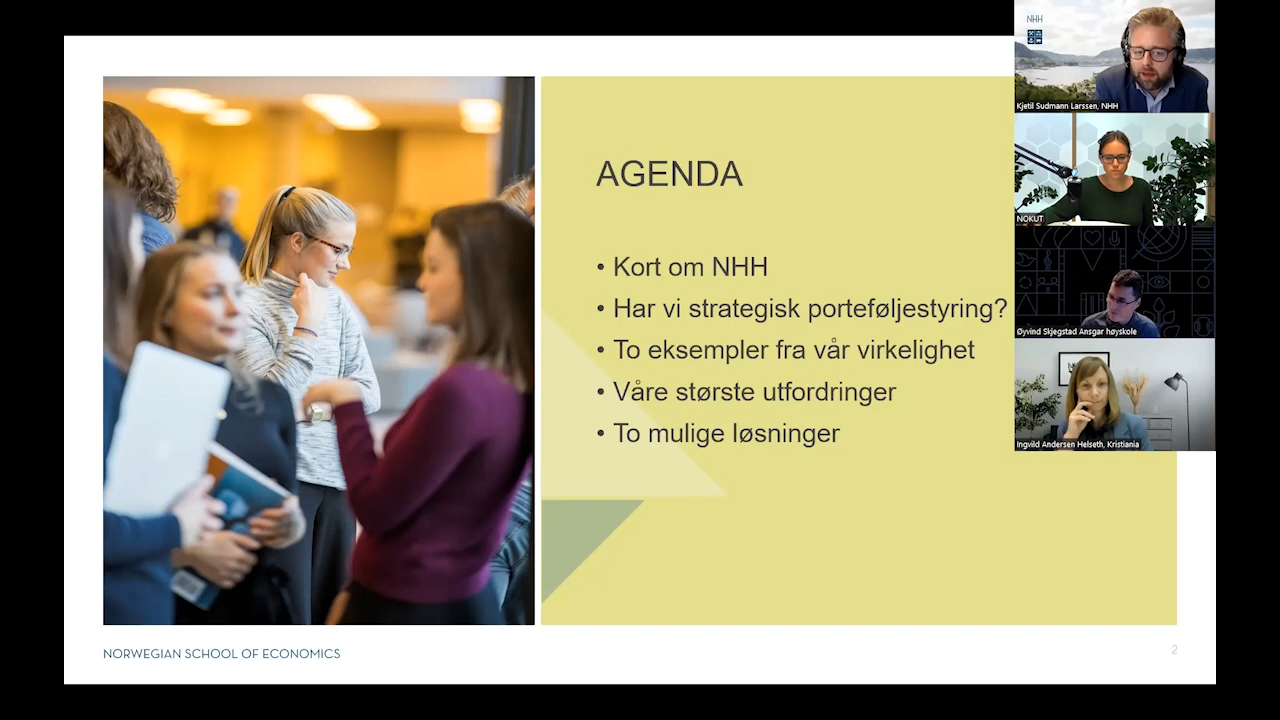 AGENDA
• Kort om NHH
• Har vi strategisk porteføljestyring?
• To eksempler fra vår virkelighet
• Våre største utfordringer
• To mulige løsninger
NORWEGIAN SCHOOL OF ECONOMICS
2
NHH
Kjetil Sudmann Larssen, NHH
NOKUT
Øyvind Skjegstad Ansgar høyskole
Ingvild Andersen Helseth, Kristiania